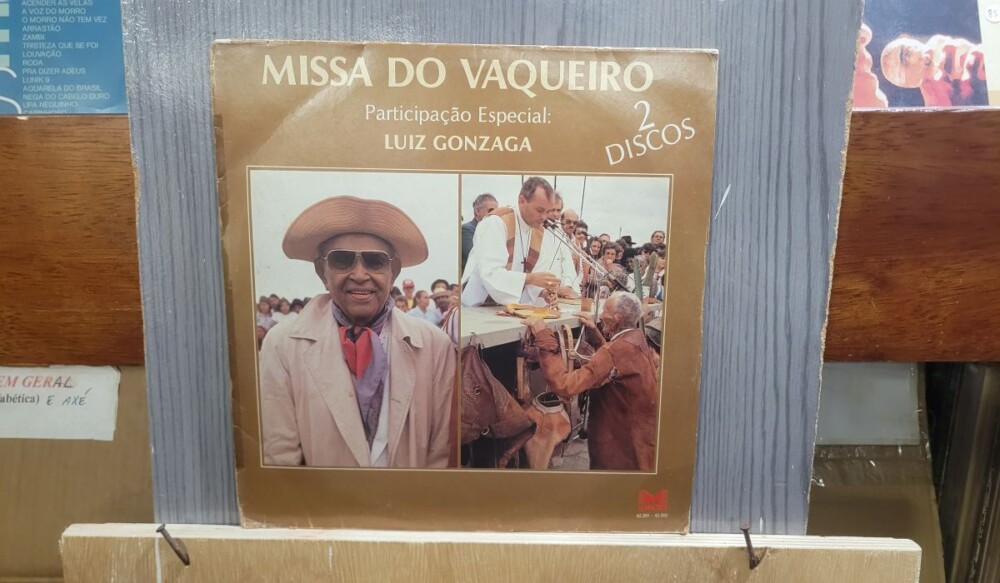 ACENDER AS VELAS
A VOZ DO MORRO
O MORRO NÃO TEM VEZ
ARRASTÃO
ZAMBI
TRISTEZA QUE SE FOI
LOUVAÇÃO
RODA
PRA DIZER ADEUS
LUNIK 9
AQUARELA DO BRASIL
NEGA DO CABELO DURO
UPA NEGUINHO
MISSA DO VAQUEIRO
Participação Especial:
LUIZ GONZAGA
2
DISCOS
EM GERAL
abética) E AXÉ